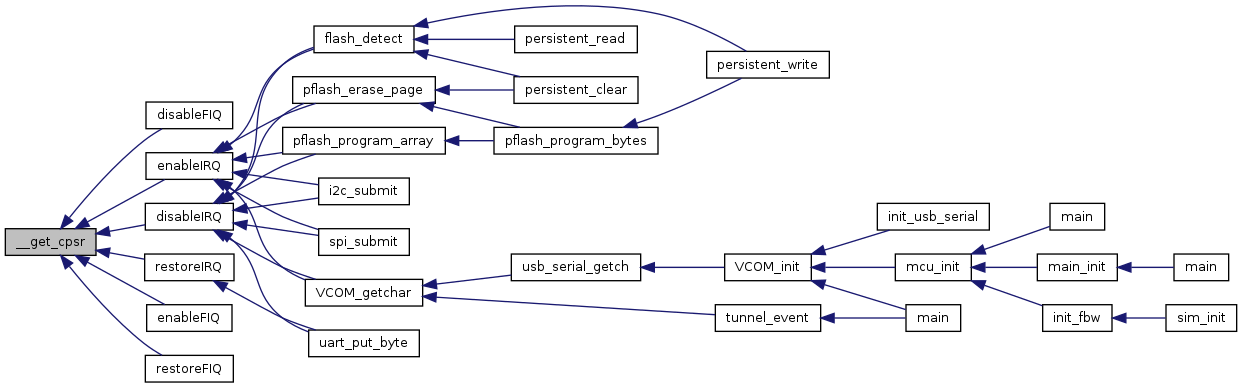 flash_detect
persistent_read
persistent_write
pflash_erase_page
persistent_clear
disableFIQ
pflash_program_array
pflash_program_bytes
enableIRQ
i2c_submit
disableIRQ
init_usb_serial
main
__get_cpsr
spi_submit
restoreIRQ
usb_serial_getch
VCOM_init
mcu_init
main_init
main
VCOM_getchar
enableFIQ
tunnel_event
main
init_fbw
sim_init
uart_put_byte
restoreFIQ